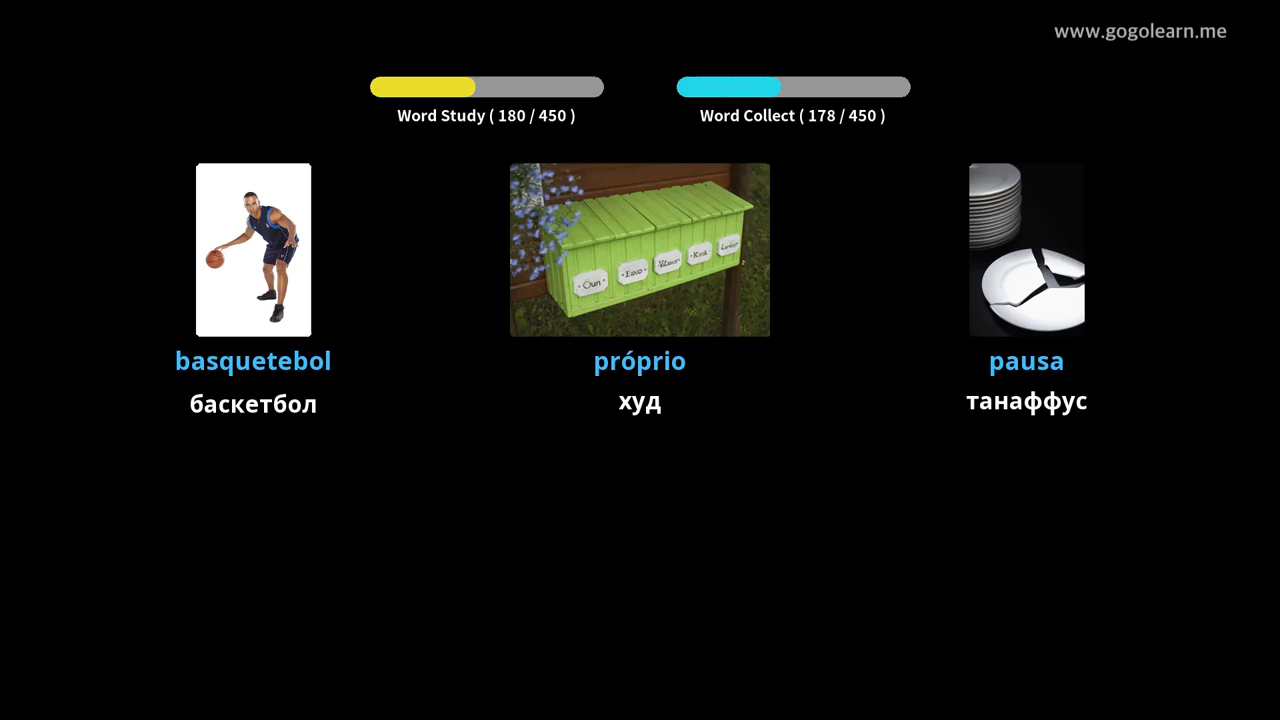 www.gogolearn.me
Word Study ( 180 / 450 )
Word Collect ( 178 / 450 )
basquetebol
próprio
pausa
баскетбол
худ
танаффус